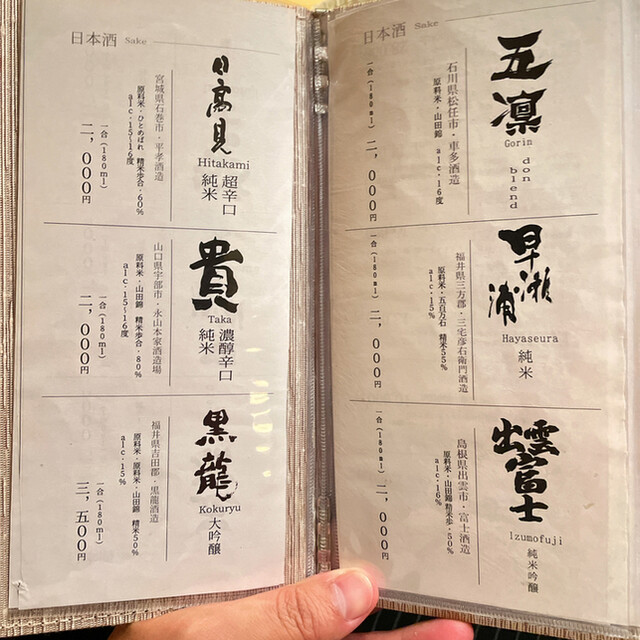 日本酒 Sake
五凛
Gorin
don blend
石川県松任市・車多酒造
原料米・山田錦 alc.16度
一合(180ml) 二,000円
早瀬浦
Hayaseura
純米
福井県三方郡・三宅彦右衛門酒造
原料米・五百万石 精米55%
alc.15%
一合(180ml) 二,000円
出雲富士
Izumofuji
純米吟醸
島根県出雲市・富士酒造
原料米・山田錦 精米歩・50%
alc.16%
一合(180ml) 二,000円
日本酒 Sake
日高見
Hitakami
超辛口
純米
宮城県石巻市・平孝酒造
原料米・ひとめぼれ 精米歩合・60%
alc.15~16度
一合(180ml) 二,000円
貴
Taka
濃醇辛口
純米
山口県宇部市・永山本家酒造場
原料米・山田錦 精米歩合・80%
alc.15~16度
一合(180ml) 二,000円
黒龍
Kokuryu
大吟醸
福井県吉田郡・黒龍酒造
原料米・原料米・山田錦 精米50%
alc.15%
一合(180ml) 三,五00円